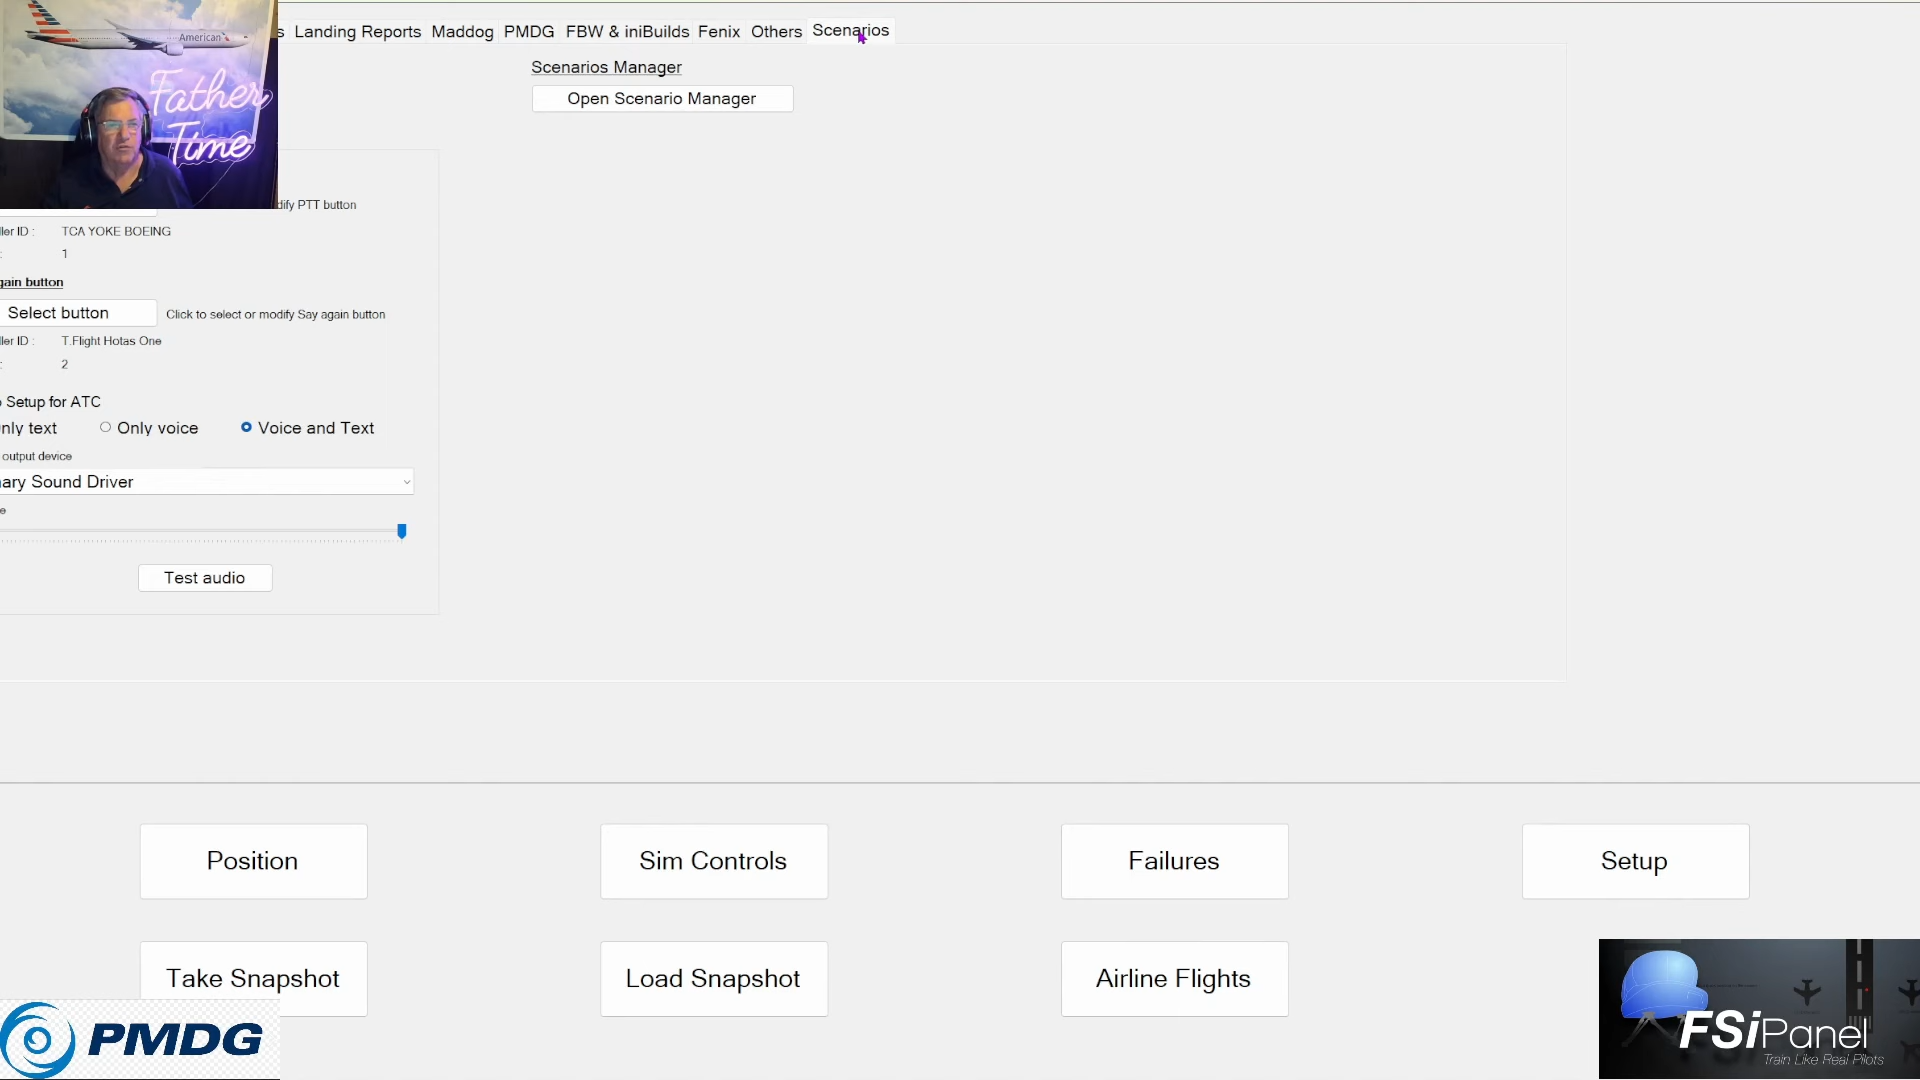 American
Father
Time
s Landing Reports Maddog PMDG FBW & iniBuilds Fenix Others Scenarios
Scenarios Manager
Open Scenario Manager
dify PTT button
ller ID : TCA YOKE BOEING
: 1
gain button
Select button Click to select or modify Say again button
ller ID : T.Flight Hotas One
: 2
Setup for ATC
nly text Only voice Voice and Text
output device
ary Sound Driver
e
Test audio
Position Sim Controls Failures Setup
Take Snapshot Load Snapshot Airline Flights
PMDG
FSiPanel
Train Like Real Pilots